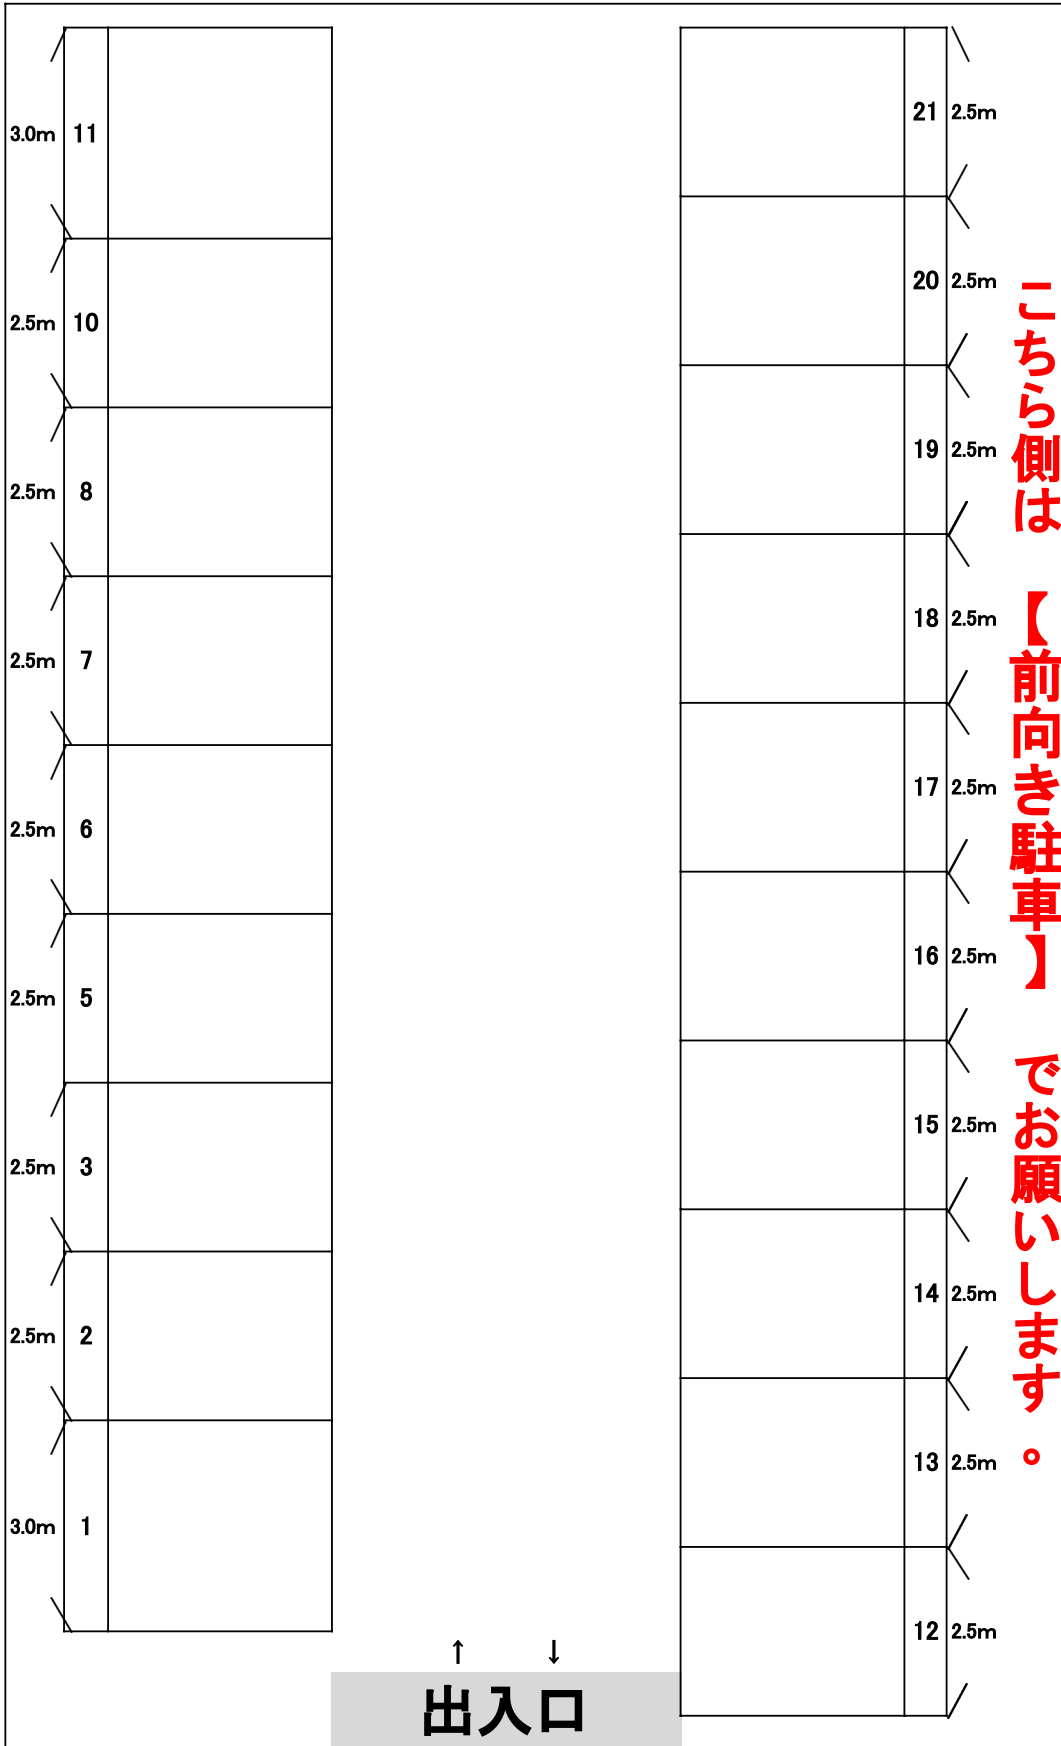 3.0m 11
2.5m 10
2.5m 8
2.5m 7
2.5m 6
2.5m 5
2.5m 3
2.5m 2
3.0m 1
21 2.5m
20 2.5m
19 2.5m
18 2.5m
17 2.5m
16 2.5m
15 2.5m
14 2.5m
13 2.5m
12 2.5m
こちら側は 【前向き駐車】 でお願いします。
↑ ↓
出入口